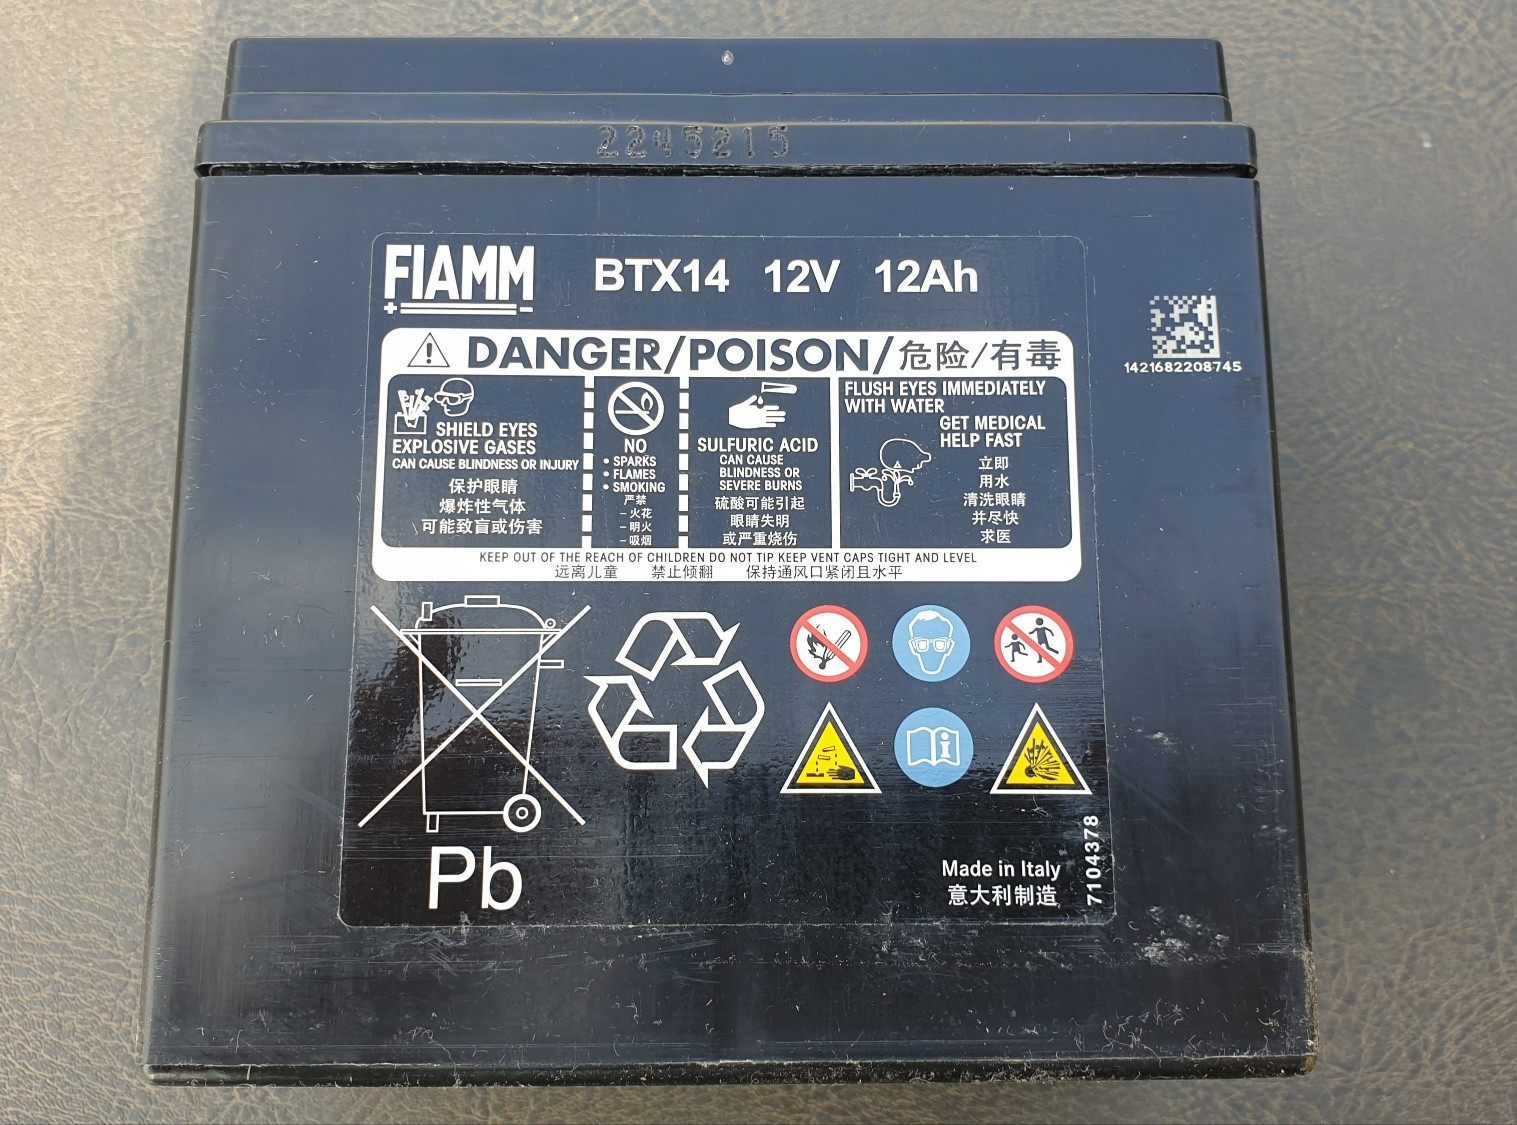 2245215
FIAMM
BTX14 12V 12Ah
1421682208745
DANGER/POISON/危险/有毒
SHIELD EYES
EXPLOSIVE GASES
CAN CAUSE BLINDNESS OR INJURY
保护眼睛
爆炸性气体
可能致盲或伤害
NO
• SPARKS
• FLAMES
• SMOKING
严禁
- 火花
- 明火
- 吸烟
SULFURIC ACID
CAN CAUSE
BLINDNESS OR
SEVERE BURNS
硫酸可能引起
眼睛失明
或严重烧伤
FLUSH EYES IMMEDIATELY
WITH WATER
GET MEDICAL
HELP FAST
立即
用水
清洗眼睛
并尽快
求医
KEEP OUT OF THE REACH OF CHILDREN DO NOT TIP KEEP VENT CAPS TIGHT AND LEVEL
远离儿童 禁止倾翻 保持通风口紧闭且水平
Pb
Made in Italy
意大利制造
7104378